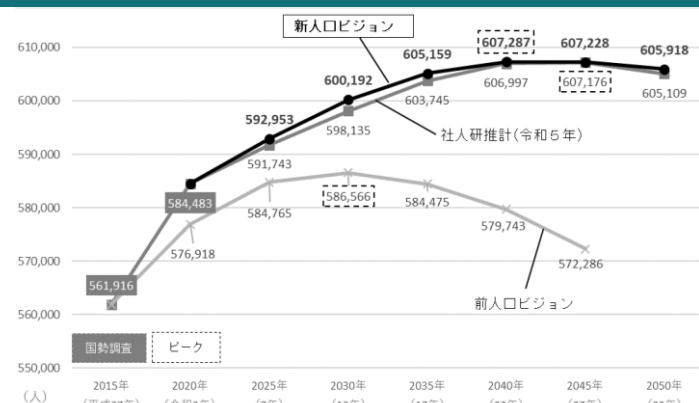 新人口ビジョン
610,000
600,000
590,000
580,000
570,000
560,000
550,000
(人)
592,953
600,192
605,159
607,287
607,228
605,918
591,743
598,135
603,745
606,997
607,176
605,109
社人研推計(令和5年)
561,916
584,483
576,918
584,765
586,566
584,475
579,743
572,286
前人口ビジョン
国勢調査
ピーク
2015年
2020年
2025年
2030年
2035年
2040年
2045年
2050年